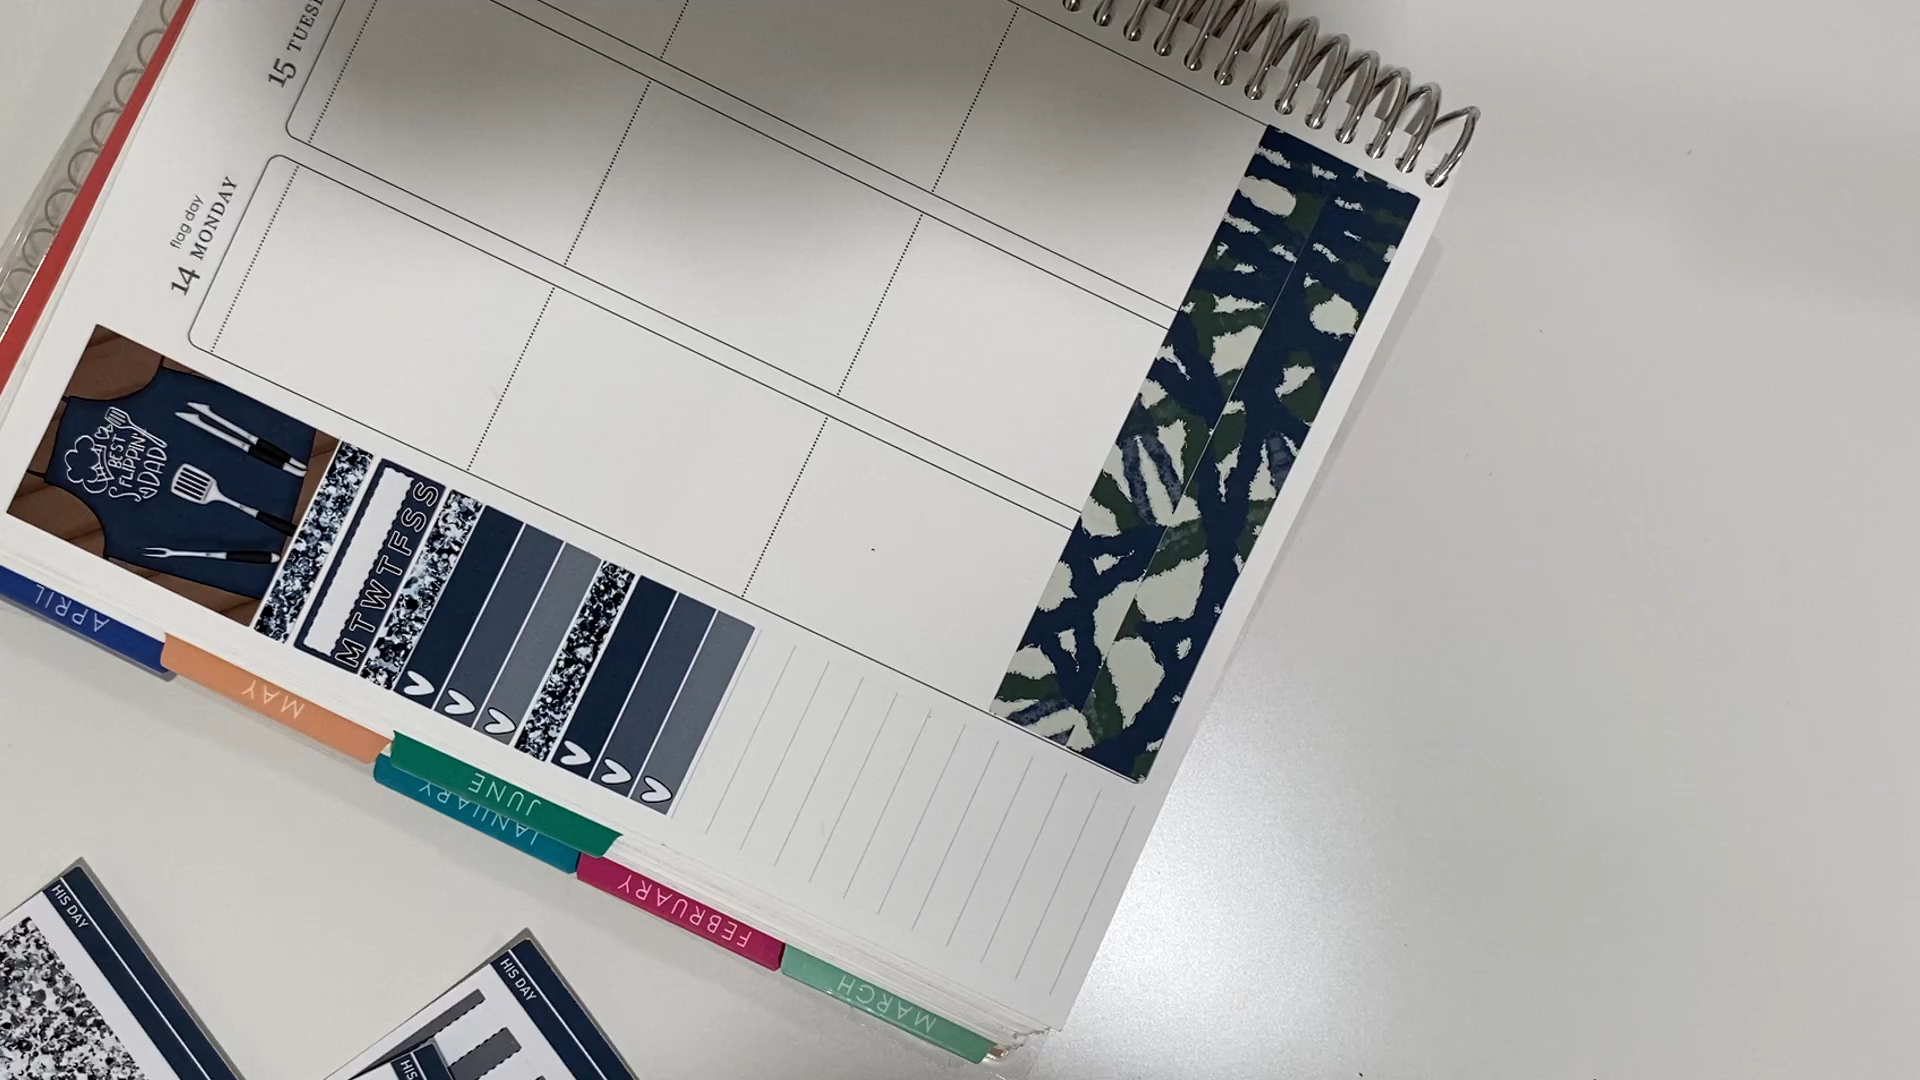 15 TUES
flag day
14 MONDAY
BEST
FLIPPIN'
DAD
M T W T F S S
APRIL
MAY
JUNE
JANUARY
FEBRUARY
MARCH
HIS DAY
HIS DAY
HIS